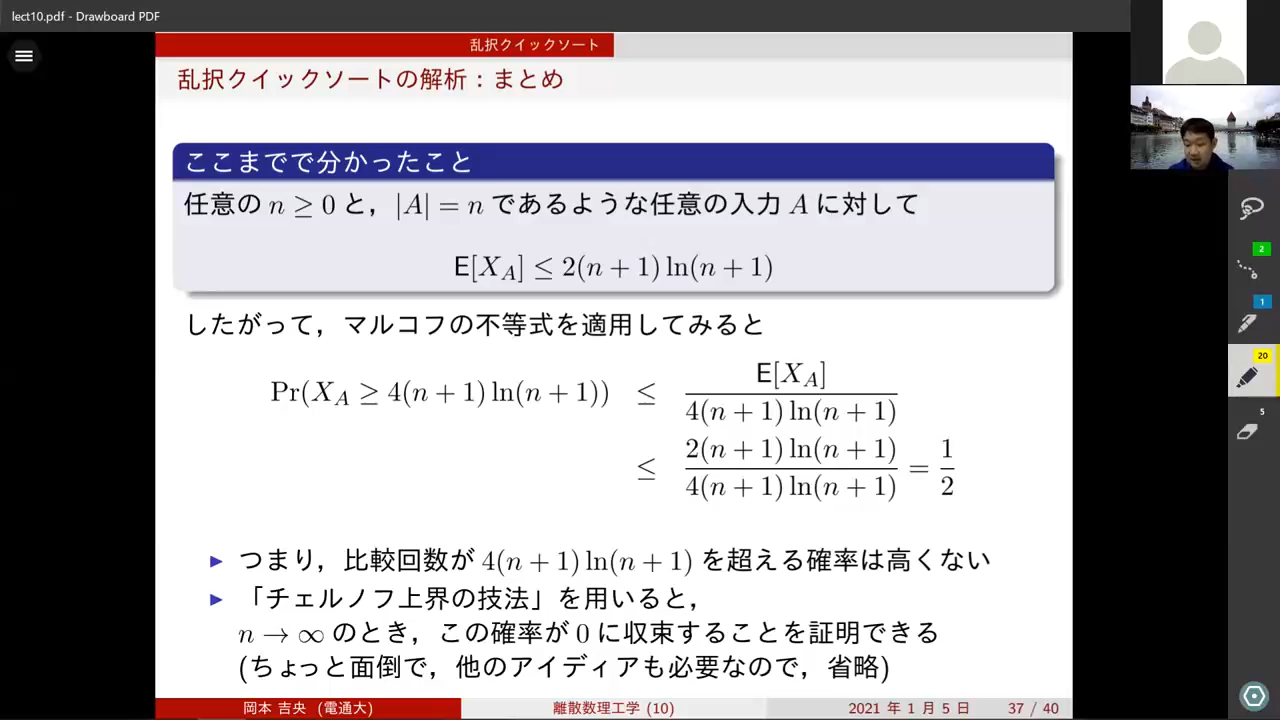 lect10.pdf - Drawboard PDF
乱択クイックソート
乱択クイックソートの解析：まとめ
ここまでで分かったこと
任意の n ≥ 0 と，|A| = n であるような任意の入力 A に対して
E[X_A] ≤ 2(n + 1) ln(n + 1)
したがって，マルコフの不等式を適用してみると
Pr(X_A ≥ 4(n + 1) ln(n + 1)) ≤ E[X_A] / 4(n + 1) ln(n + 1)
≤ 2(n + 1) ln(n + 1) / 4(n + 1) ln(n + 1) = 1/2
▶ つまり，比較回数が 4(n + 1) ln(n + 1) を超える確率は高くない
▶ 「チェルノフ上界の技法」を用いると，
n → ∞ のとき，この確率が 0 に収束することを証明できる
(ちょっと面倒で，他のアイディアも必要なので，省略)
岡本 吉央 (電通大) 離散数理工学 (10) 2021 年 1 月 5 日 37 / 40
2
1
20
5